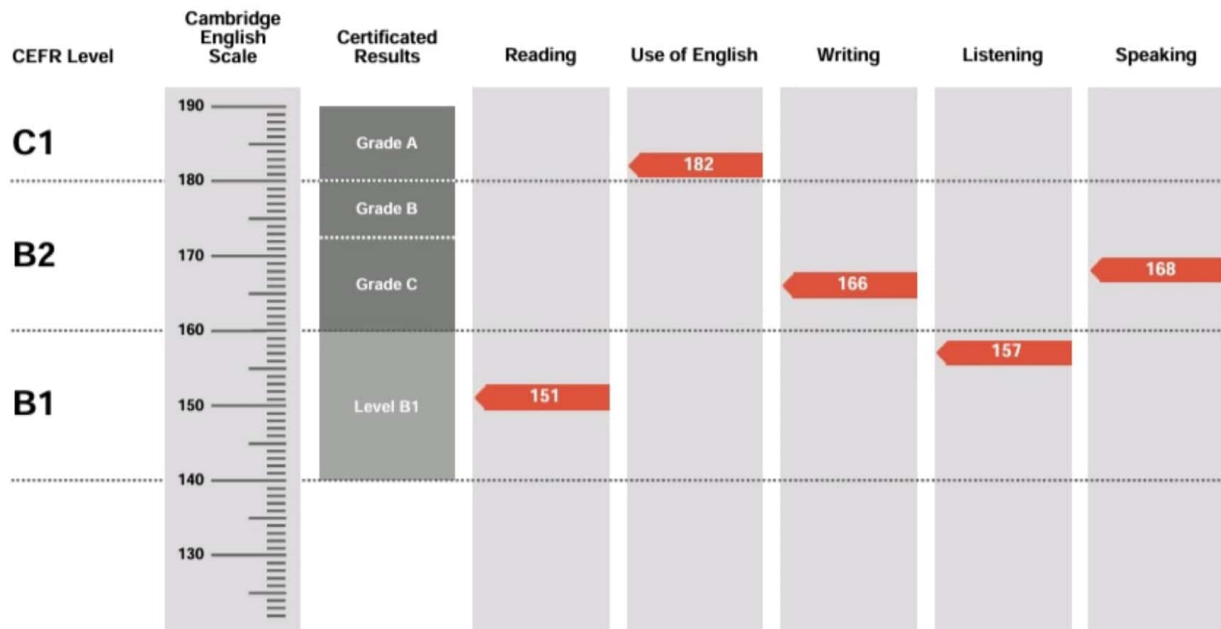 CEFR Level
Cambridge
English
Scale
Certificated
Results
Reading
Use of English
Writing
Listening
Speaking
190
C1
Grade A
182
180
Grade B
B2
170
168
Grade C
166
160
157
B1
150
Level B1
151
140
130